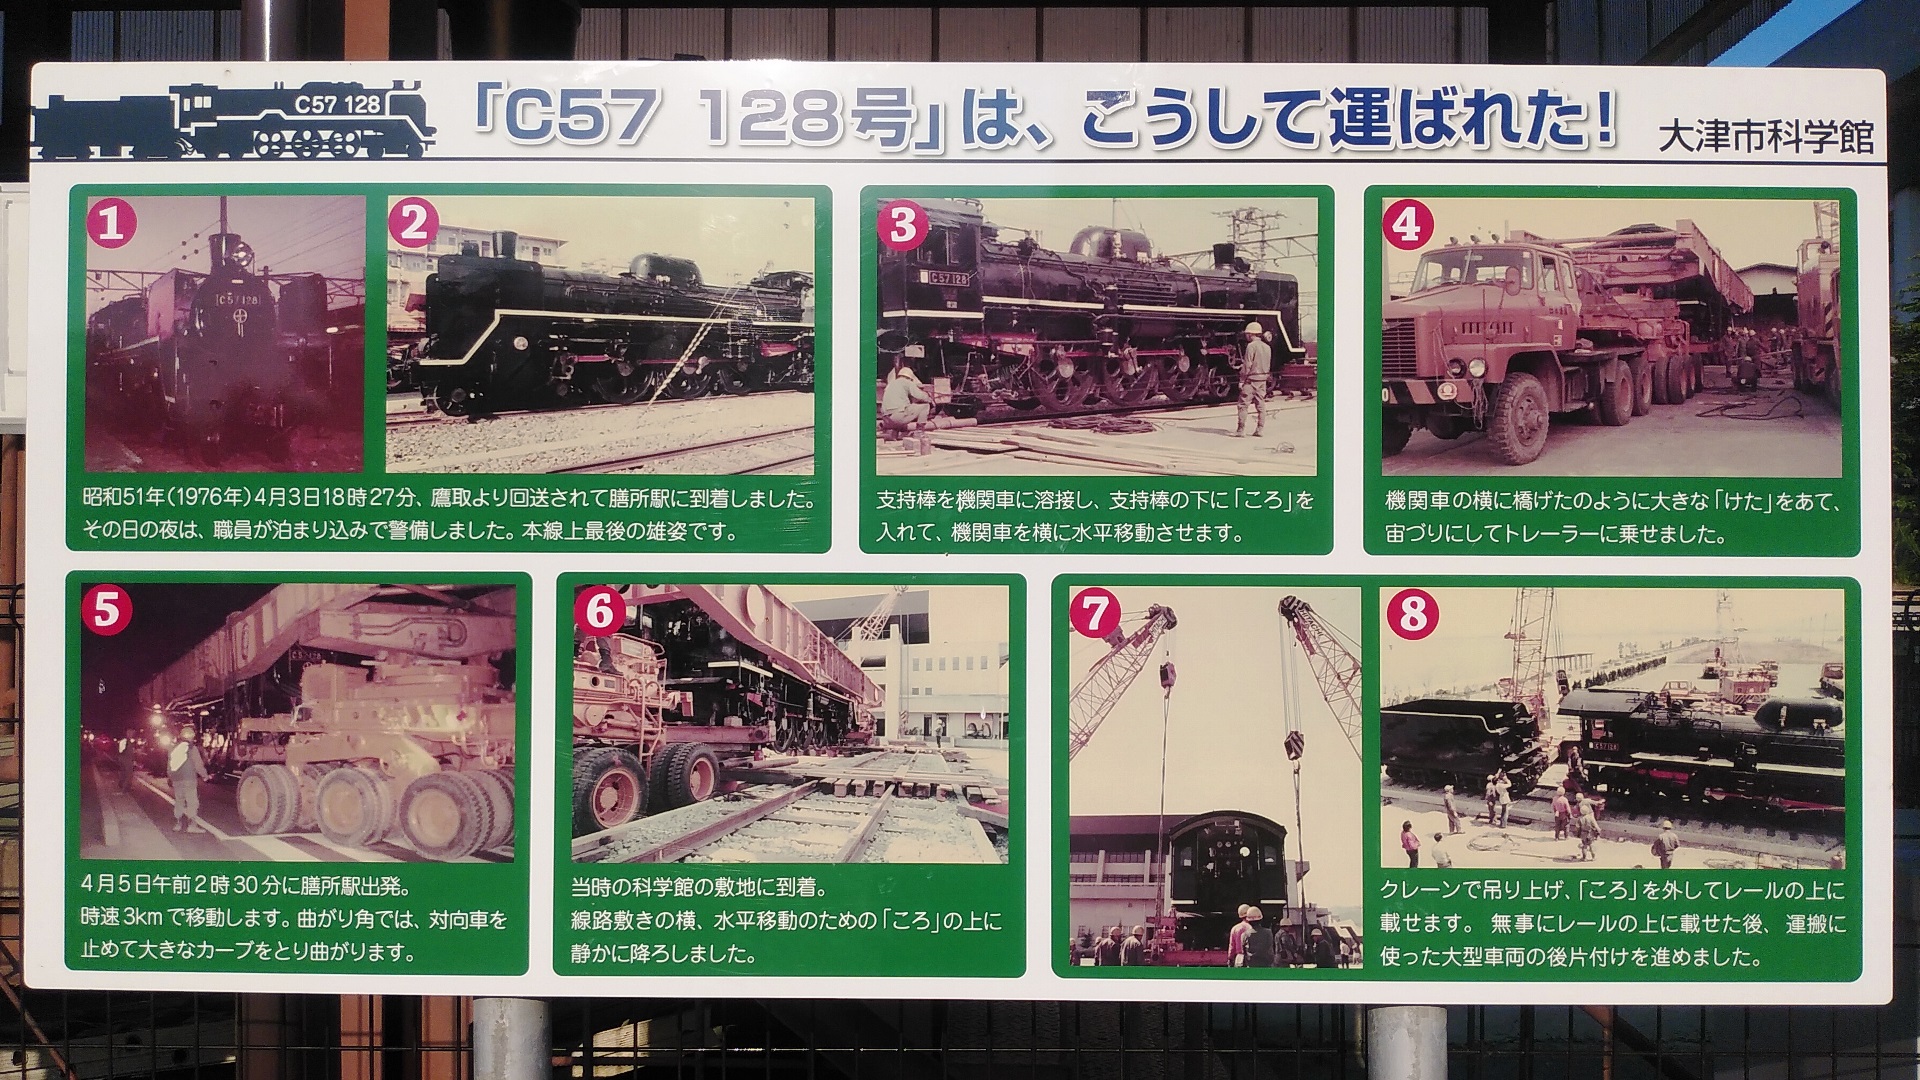 C57 128
「C57 128号」は、こうして運ばれた!
大津市科学館
1
C57 128
2
昭和51年(1976年)4月3日18時27分、鷹取より回送されて膳所駅に到着しました。
その日の夜は、職員が泊まり込みで警備しました。本線上最後の雄姿です。
3
C57 128
支持棒を機関車に溶接し、支持棒の下に「ころ」を
入れて、機関車を横に水平移動させます。
4
機関車の横に橋げたのように大きな「けた」をあて、
宙づりにしてトレーラーに乗せました。
5
C57 128
4月5日午前2時30分に膳所駅出発。
時速3kmで移動します。曲がり角では、対向車を
止めて大きなカーブをとり曲がります。
6
当時の科学館の敷地に到着。
線路敷きの横、水平移動のための「ころ」の上に
静かに降ろしました。
7
8
C57 128
クレーンで吊り上げ、「ころ」を外してレールの上に
載せます。 無事にレールの上に載せた後、運搬に
使った大型車両の後片付けを進めました。